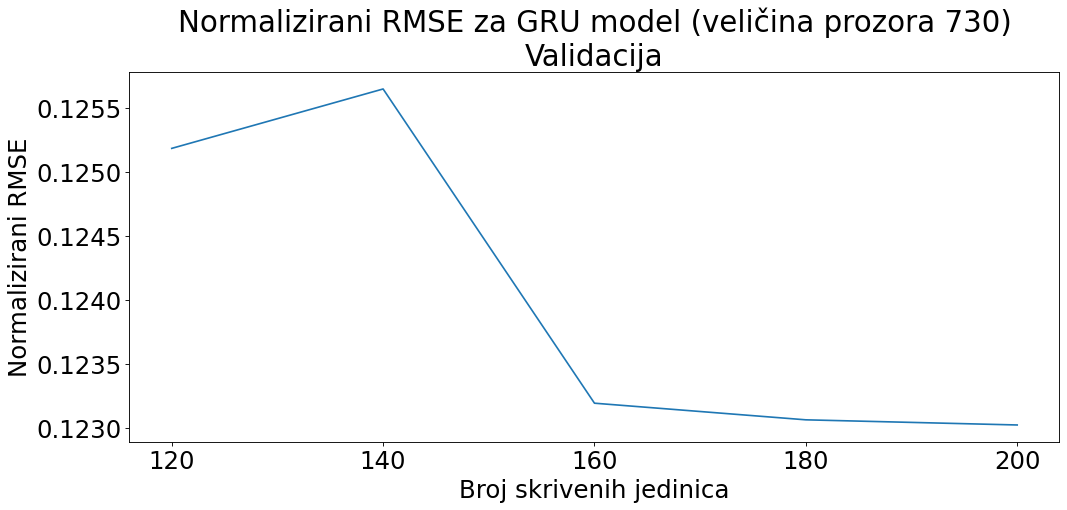 Normalizirani RMSE za GRU model (veličina prozora 730)
Validacija
Normalizirani RMSE
0.1255
0.1250
0.1245
0.1240
0.1235
0.1230
120 140 160 180 200
Broj skrivenih jedinica